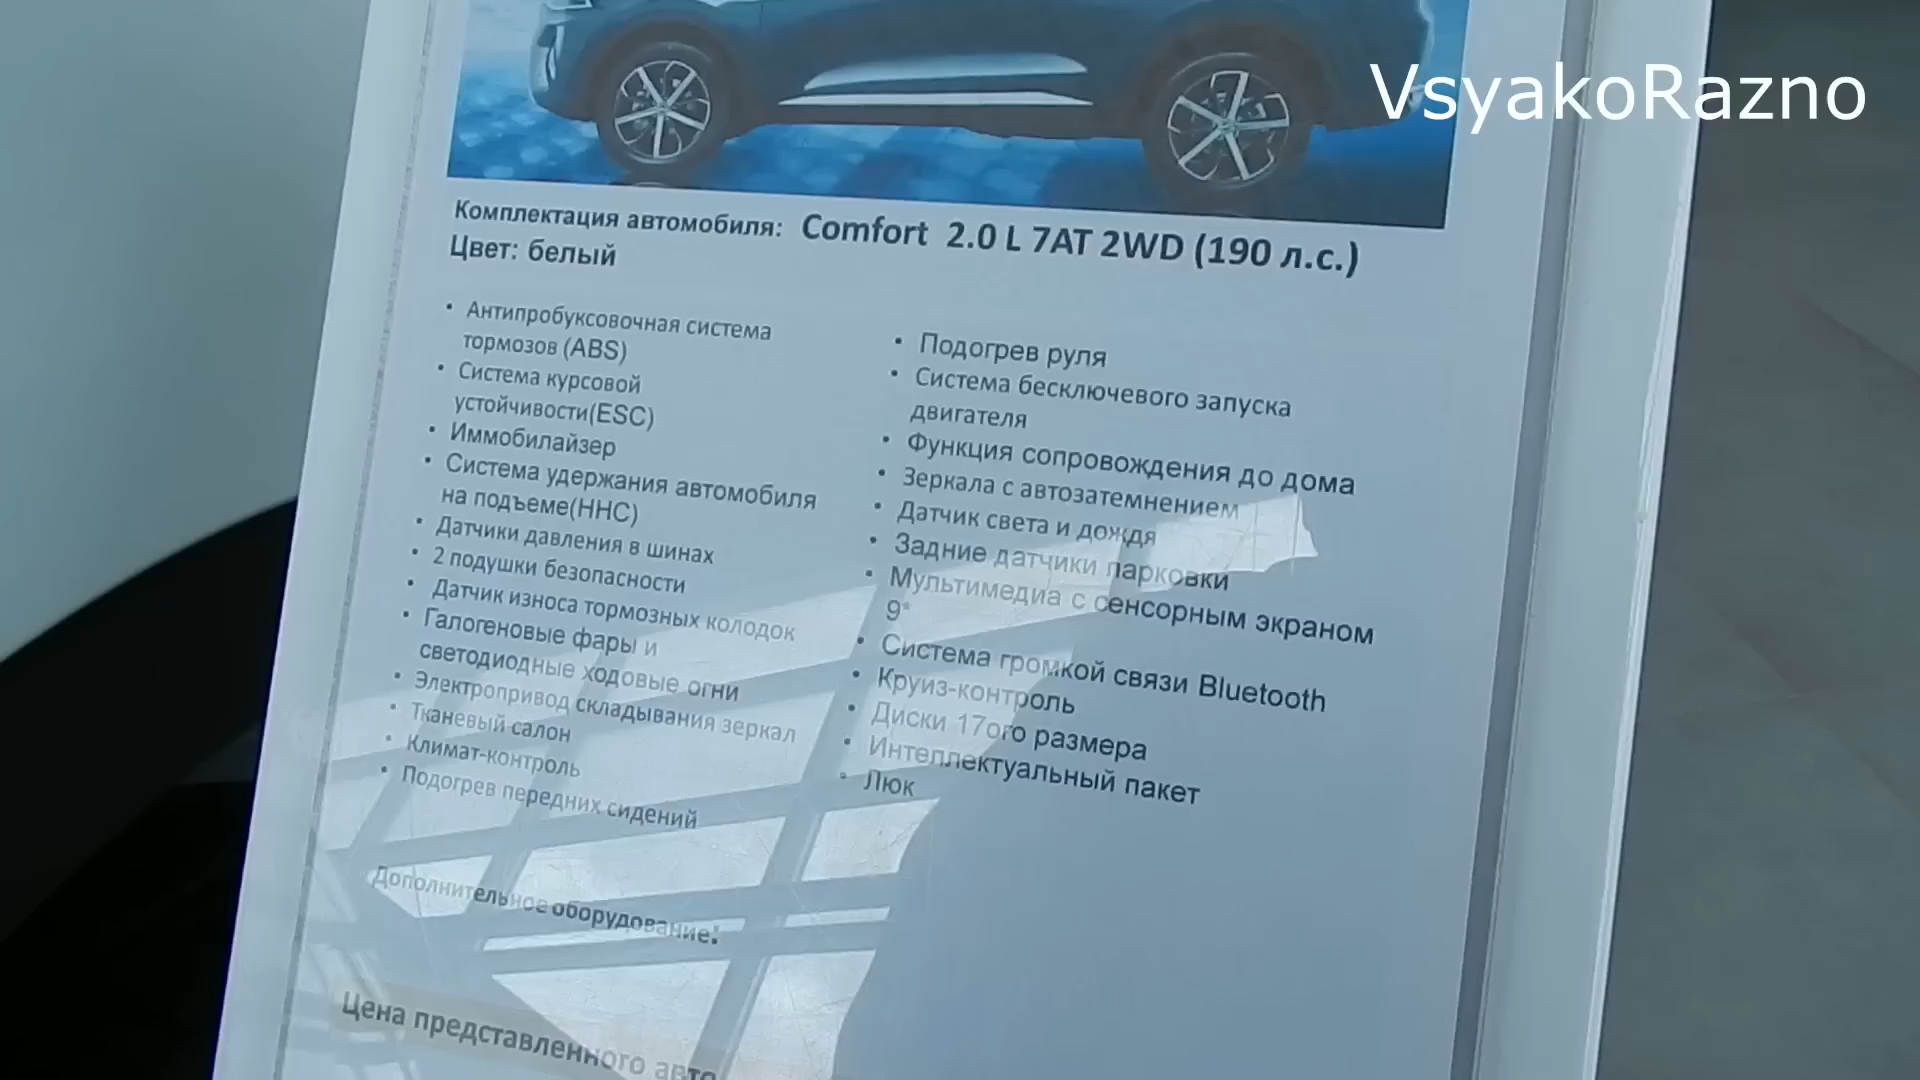 VsyakoRazno
Комплектация автомобиля: Comfort 2.0 L 7AT 2WD (190 л.с.)
Цвет: белый
• Антипробуксовочная система
тормозов (ABS)
• Система курсовой
устойчивости(ESC)
• Иммобилайзер
• Система удержания автомобиля
на подъеме(HHC)
• Датчики давления в шинах
• 2 подушки безопасности
• Датчик износа тормозных колодок
• Галогеновые фары и
светодиодные ходовые огни
• Электропривод складывания зеркал
• Тканевый салон
• Климат-контроль
• Подогрев передних сидений
• Подогрев руля
• Система бесключевого запуска
двигателя
• Функция сопровождения до дома
• Зеркала с автозатемнением
• Датчик света и дождя
• Задние датчики парковки
• Мультимедиа с сенсорным экраном
9*
• Система громкой связи Bluetooth
• Круиз-контроль
• Диски 17ого размера
• Интеллектуальный пакет
• Люк
Дополнительное оборудование:
Цена представленного авто